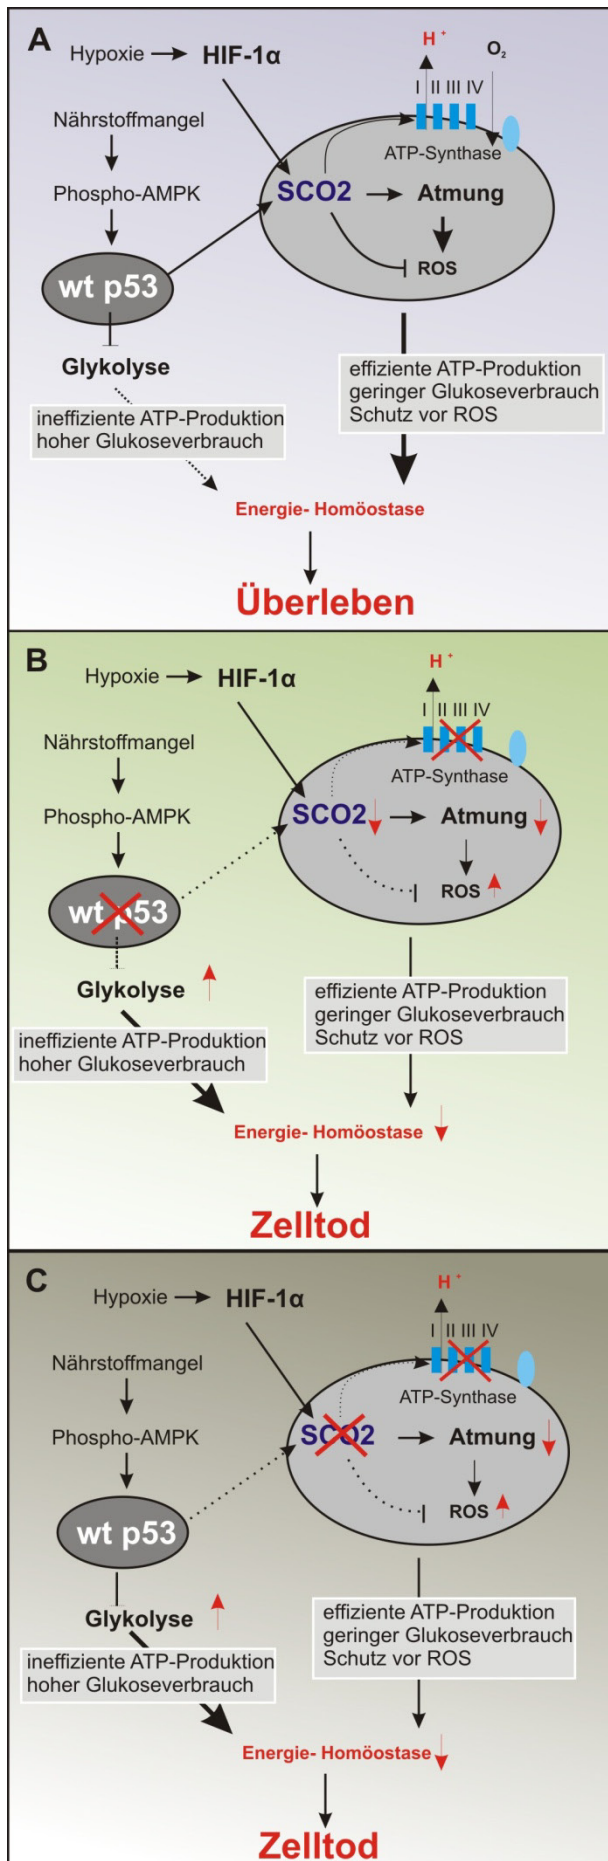 A
Hypoxie
HIF-1α
H +
O2
I II III IV
Nährstoffmangel
ATP-Synthase
Phospho-AMPK
SCO2
Atmung
ROS
wt p53
Glykolyse
effiziente ATP-Produktion
geringer Glukoseverbrauch
Schutz vor ROS
ineffiziente ATP-Produktion
hoher Glukoseverbrauch
Energie- Homöostase
Überleben
B
Hypoxie
HIF-1α
H +
I II III IV
Nährstoffmangel
ATP-Synthase
Phospho-AMPK
SCO2
Atmung
ROS
wt p53
Glykolyse
effiziente ATP-Produktion
geringer Glukoseverbrauch
Schutz vor ROS
ineffiziente ATP-Produktion
hoher Glukoseverbrauch
Energie- Homöostase
Zelltod
C
Hypoxie
HIF-1α
H +
I II III IV
Nährstoffmangel
ATP-Synthase
Phospho-AMPK
SCO2
Atmung
ROS
wt p53
Glykolyse
effiziente ATP-Produktion
geringer Glukoseverbrauch
Schutz vor ROS
ineffiziente ATP-Produktion
hoher Glukoseverbrauch
Energie- Homöostase
Zelltod